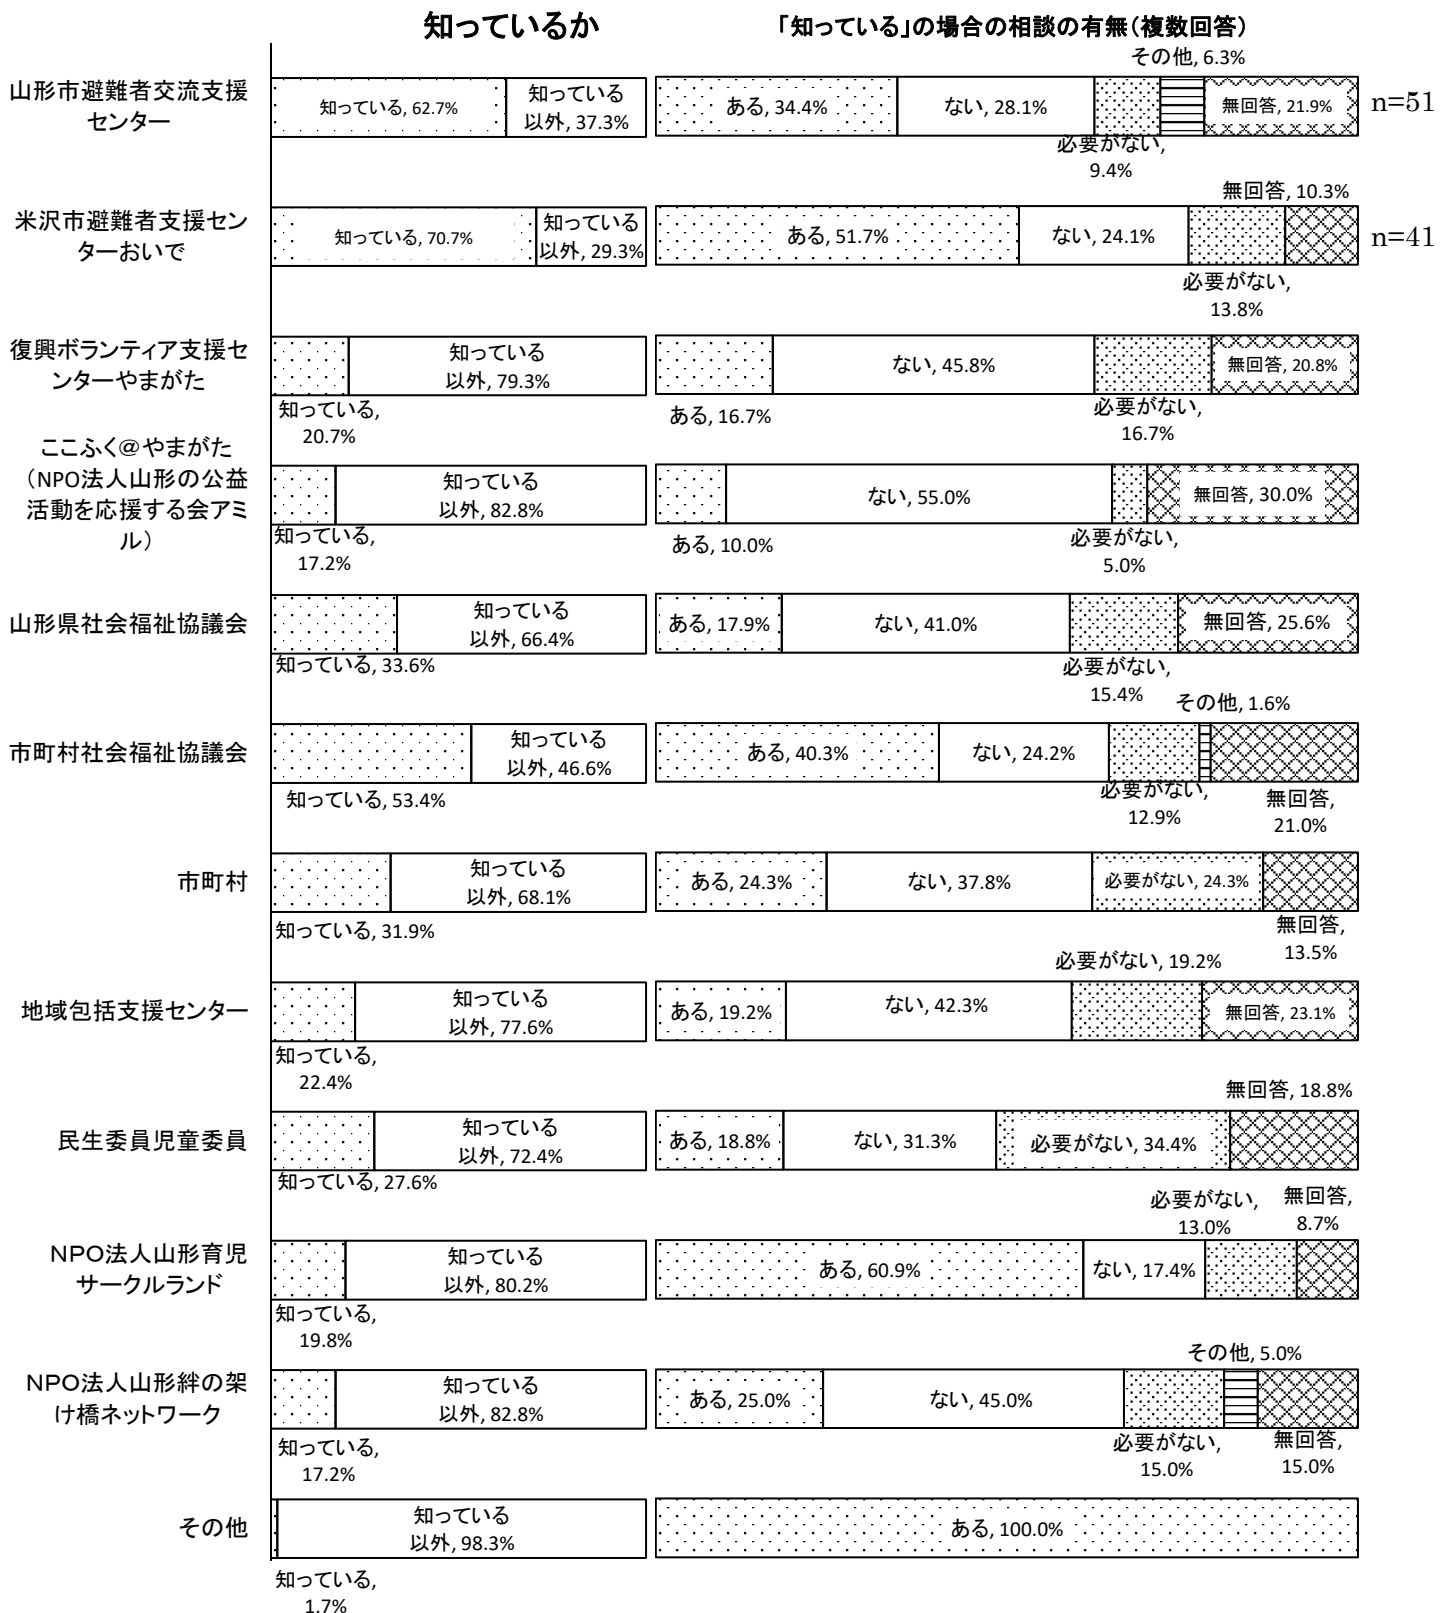 知っているか
「知っている」の場合の相談の有無(複数回答)
山形市避難者交流支援
センター
知っている, 62.7%
知っている
以外, 37.3%
ある, 34.4%
ない, 28.1%
必要がない,
9.4%
その他, 6.3%
無回答, 21.9%
n=51
米沢市避難者支援セン
ターおいで
知っている, 70.7%
知っている
以外, 29.3%
ある, 51.7%
ない, 24.1%
必要がない,
13.8%
無回答, 10.3%
n=41
復興ボランティア支援セ
ンターやまがた
知っている,
20.7%
知っている
以外, 79.3%
ある, 16.7%
ない, 45.8%
必要がない,
16.7%
無回答, 20.8%
ここふく@やまがた
(NPO法人山形の公益
活動を応援する会アミ
ル)
知っている,
17.2%
知っている
以外, 82.8%
ある, 10.0%
ない, 55.0%
必要がない,
5.0%
無回答, 30.0%
山形県社会福祉協議会
知っている, 33.6%
知っている
以外, 66.4%
ある, 17.9%
ない, 41.0%
必要がない,
15.4%
無回答, 25.6%
市町村社会福祉協議会
知っている, 53.4%
知っている
以外, 46.6%
ある, 40.3%
ない, 24.2%
必要がない,
12.9%
その他, 1.6%
無回答,
21.0%
市町村
知っている, 31.9%
知っている
以外, 68.1%
ある, 24.3%
ない, 37.8%
必要がない, 24.3%
無回答,
13.5%
地域包括支援センター
知っている,
22.4%
知っている
以外, 77.6%
ある, 19.2%
ない, 42.3%
必要がない, 19.2%
無回答, 23.1%
民生委員児童委員
知っている, 27.6%
知っている
以外, 72.4%
ある, 18.8%
ない, 31.3%
必要がない, 34.4%
無回答, 18.8%
NPO法人山形育児
サークルランド
知っている,
19.8%
知っている
以外, 80.2%
ある, 60.9%
ない, 17.4%
必要がない,
13.0%
無回答,
8.7%
NPO法人山形絆の架
け橋ネットワーク
知っている,
17.2%
知っている
以外, 82.8%
ある, 25.0%
ない, 45.0%
必要がない,
15.0%
その他, 5.0%
無回答,
15.0%
その他
知っている,
1.7%
知っている
以外, 98.3%
ある, 100.0%